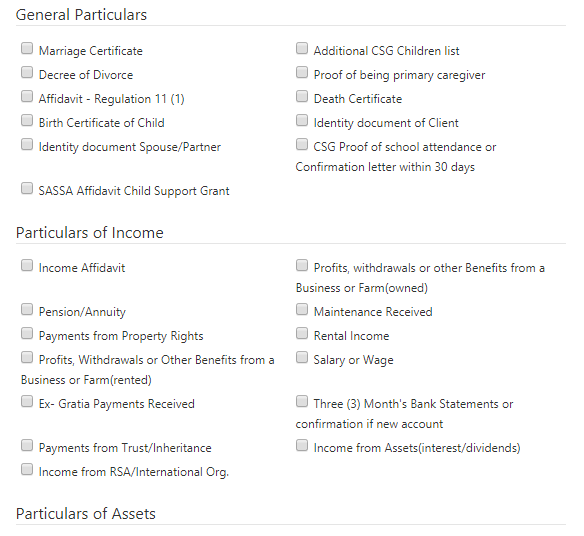 General Particulars
Marriage Certificate
Additional CSG Children list
Decree of Divorce
Proof of being primary caregiver
Affidavit - Regulation 11 (1)
Death Certificate
Birth Certificate of Child
Identity document of Client
Identity document Spouse/Partner
CSG Proof of school attendance or
Confirmation letter within 30 days
SASSA Affidavit Child Support Grant
Particulars of Income
Income Affidavit
Profits, withdrawals or other Benefits from a
Business or Farm(owned)
Pension/Annuity
Maintenance Received
Payments from Property Rights
Rental Income
Profits, Withdrawals or Other Benefits from a
Business or Farm(rented)
Salary or Wage
Ex- Gratia Payments Received
Three (3) Month's Bank Statements or
confirmation if new account
Payments from Trust/Inheritance
Income from Assets(interest/dividends)
Income from RSA/International Org.
Particulars of Assets